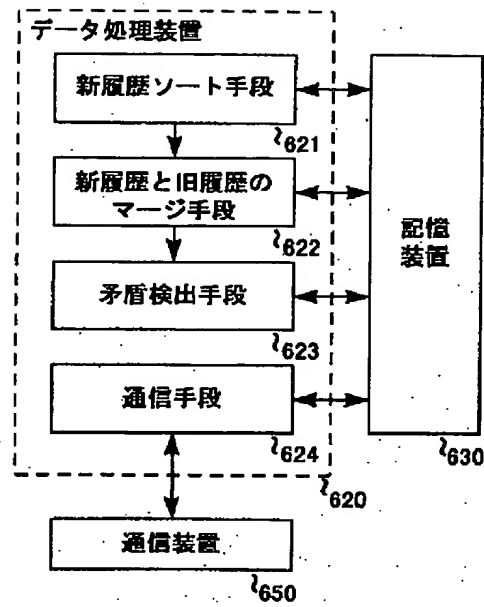 データ処理装置
新履歴ソート手段
621
新履歴と旧履歴の
マージ手段
622
矛盾検出手段
623
通信手段
624
620
記憶
装置
630
通信装置
650